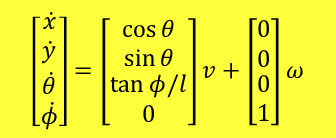 [ẋ ẏ θ̇ ϕ̇] = [cos θ sin θ tan ϕ/l 0] v + [0 0 0 1] ω